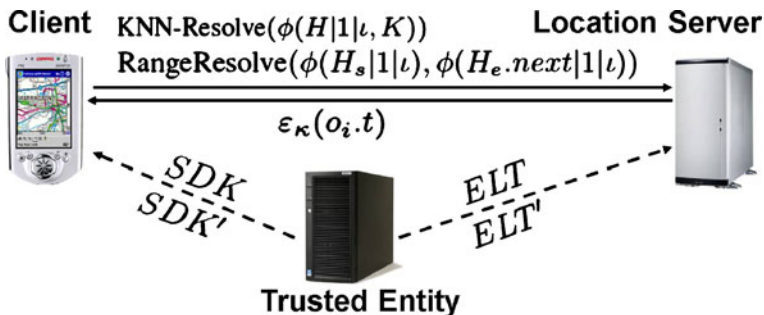 Client
Location Server
KNN-Resolve(ϕ(H|1|ι, K))
RangeResolve(ϕ(H_s|1|ι), ϕ(H_e.next|1|ι))
ε_κ(o_i.t)
SDK
SDK'
ELT
ELT'
Trusted Entity